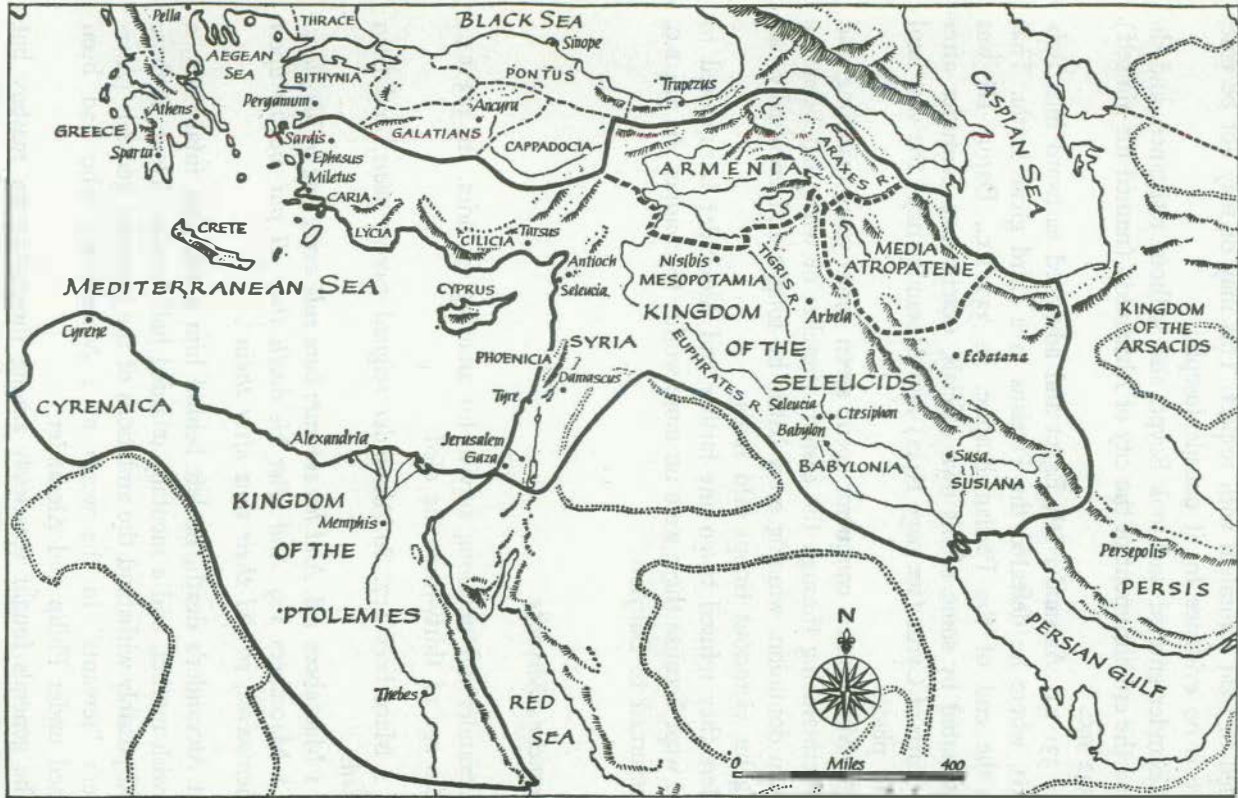 Pella
THRACE
BLACK SEA
Sinope
AEGEAN
SEA
BITHYNIA
PONTUS
Trapezus
CASPIAN SEA
Pergamum
Ancyra
Athens
GREECE
Sardis
GALATIANS
CAPPADOCIA
ARMENIA
ARAXES R.
Sparta
Ephesus
Miletus
CARIA
LYCIA
CILICIA
Tarsus
CRETE
MEDIA
ATROPATENE
Antioch
Seleucia
Nisibis
MESOPOTAMIA
TIGRIS R.
MEDITERRANEAN SEA
CYPRUS
Arbela
KINGDOM
OF THE
SELEUCIDS
KINGDOM
OF THE
ARSACIDS
Cyrene
PHOENICIA
SYRIA
EUPHRATES R.
Ecbatana
CYRENAICA
Tyre
Damascus
Seleucia
Ctesiphon
Babylon
Alexandria
Jerusalem
Gaza
BABYLONIA
Susa
SUSIANA
KINGDOM
OF THE
PTOLEMIES
Memphis
Persepolis
PERSIS
N
PERSIAN GULF
Thebes
RED
SEA
0 Miles 400